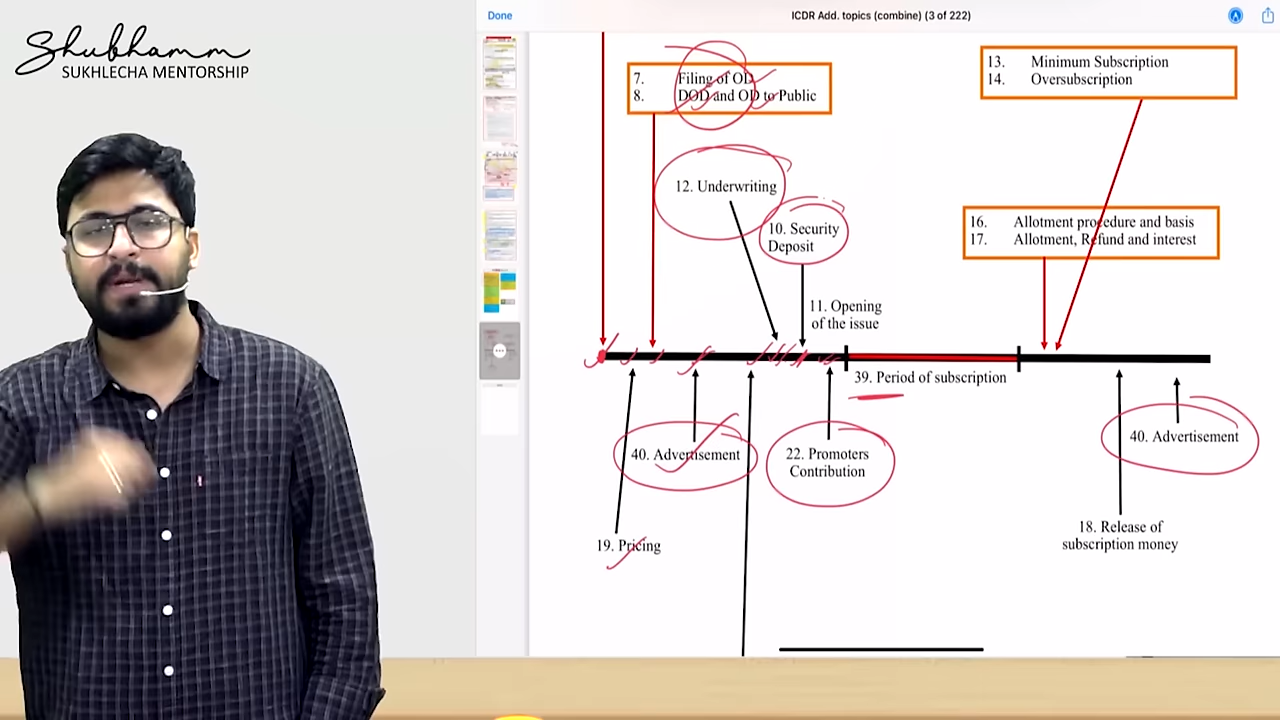 Shubhamm
SUKHLECHA MENTORSHIP
Done
ICDR Add. topics (combine) (3 of 222)
7. Filing of OD
8. DOD and OD to Public
13. Minimum Subscription
14. Oversubscription
12. Underwriting
10. Security
Deposit
16. Allotment procedure and basis
17. Allotment, Refund and interest
11. Opening
of the issue
39. Period of subscription
40. Advertisement
22. Promoters
Contribution
40. Advertisement
19. Pricing
18. Release of
subscription money